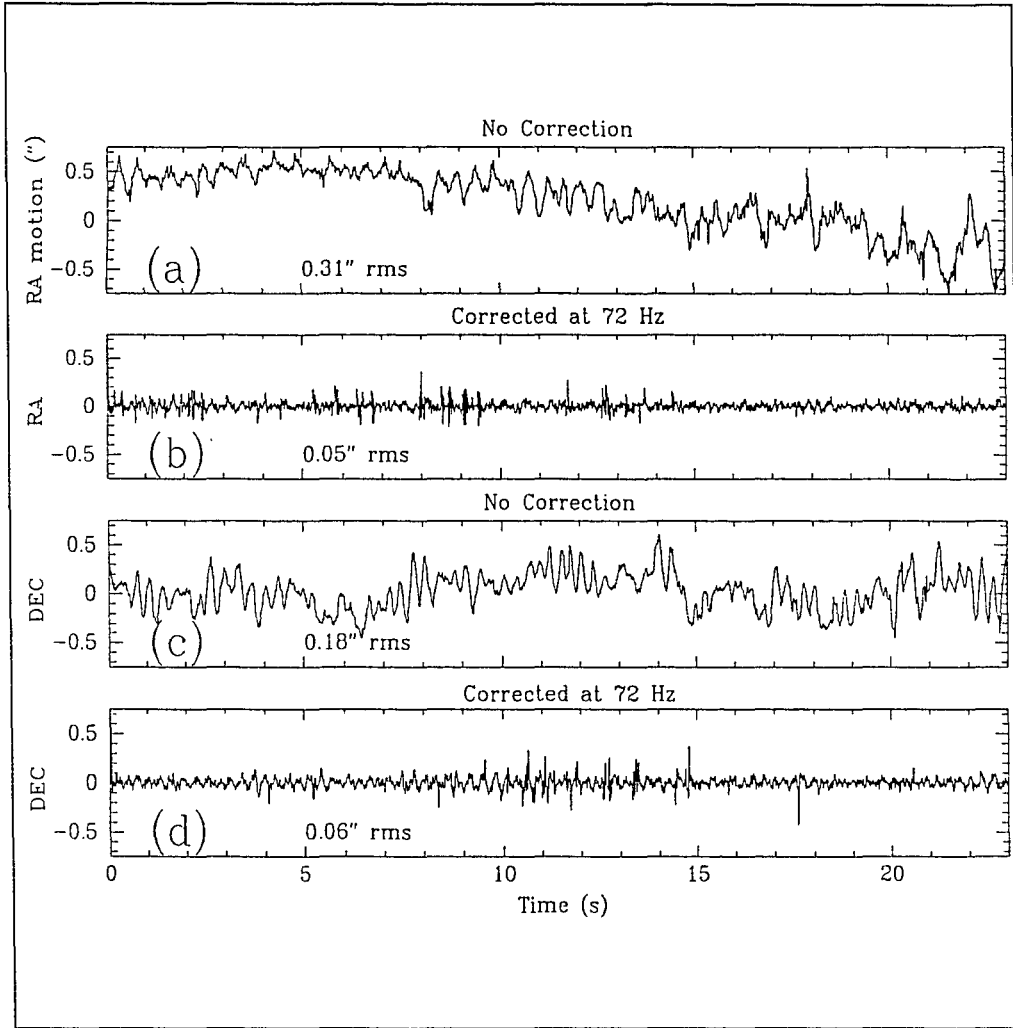 No Correction
RA motion (")
0.5
0
−0.5
(a)
0.31" rms
Corrected at 72 Hz
RA
0.5
0
−0.5
(b)
0.05" rms
No Correction
DEC
0.5
0
−0.5
(c)
0.18" rms
Corrected at 72 Hz
DEC
0.5
0
−0.5
(d)
0.06" rms
0 5 10 15 20
Time (s)